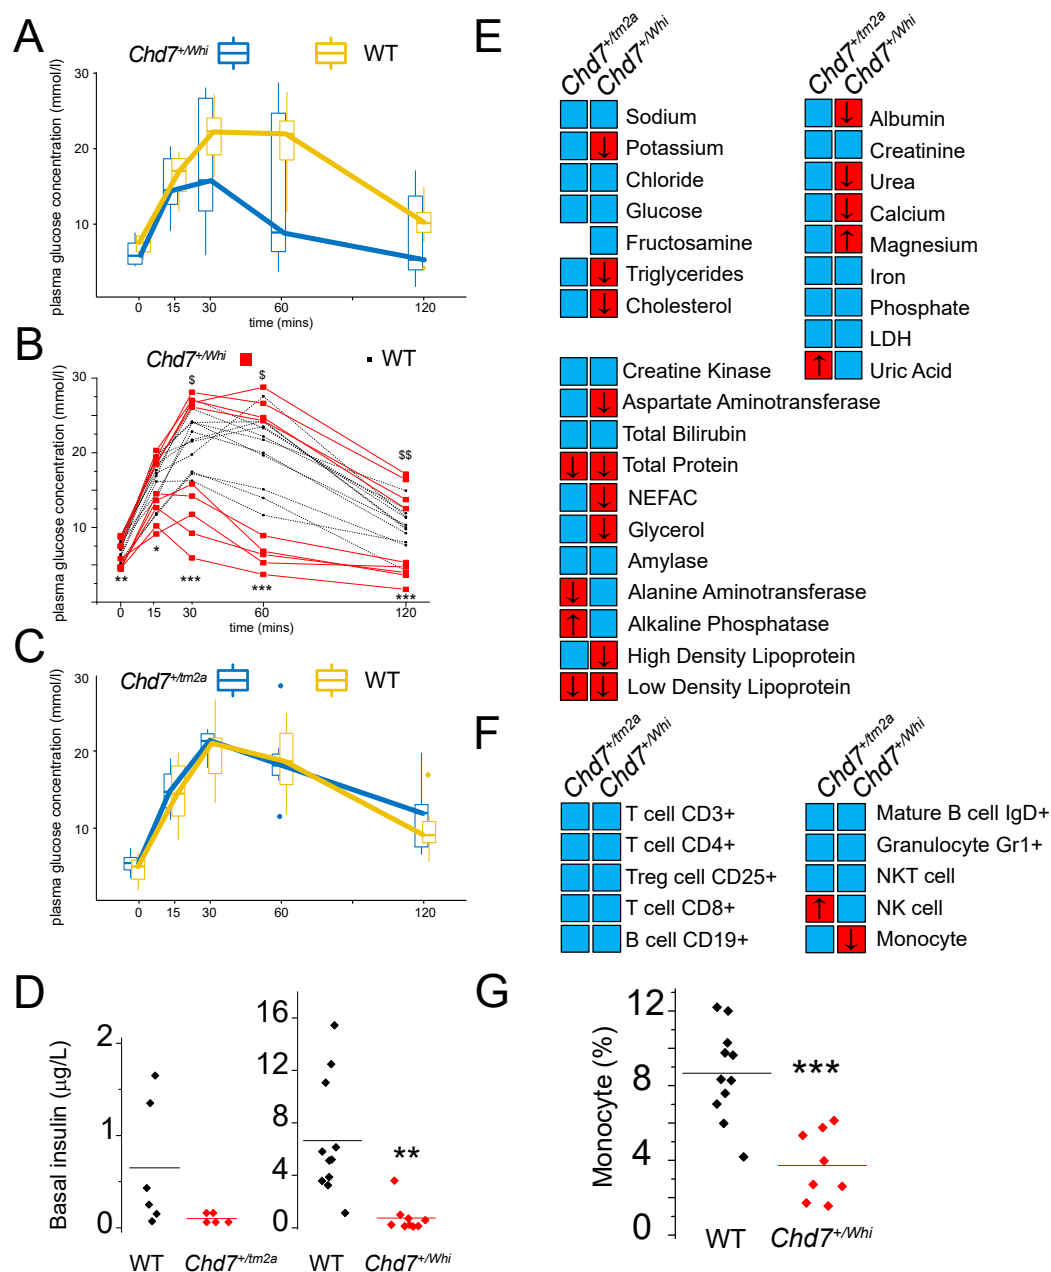 A
Chd7+/Whi
WT
plasma glucose concentration (mmol/l)
30
20
10
0
15
30
60
120
time (mins)
B
Chd7+/Whi
WT
plasma glucose concentration (mmol/l)
30
20
10
$
$
$$
**
*
***
***
***
0
15
30
60
120
time (mins)
C
Chd7+/tm2a
WT
plasma glucose concentration (mmol/l)
30
20
10
0
15
30
60
120
D
Basal insulin (µg/L)
2
1
0
WT
Chd7+/tm2a
16
12
8
4
0
**
WT
Chd7+/Whi
E
Chd7+/tm2a
Chd7+/Whi
Sodium
↓ Potassium
Chloride
Glucose
Fructosamine
↓ Triglycerides
↓ Cholesterol
Creatine Kinase
↓ Aspartate Aminotransferase
Total Bilirubin
↓ ↓ Total Protein
↓ NEFAC
↓ Glycerol
Amylase
↓ Alanine Aminotransferase
↑ Alkaline Phosphatase
↓ High Density Lipoprotein
↓ ↓ Low Density Lipoprotein
Chd7+/tm2a
Chd7+/Whi
↓ Albumin
Creatinine
↓ Urea
↓ Calcium
↑ Magnesium
Iron
Phosphate
LDH
↑ Uric Acid
F
Chd7+/tm2a
Chd7+/Whi
T cell CD3+
T cell CD4+
Treg cell CD25+
T cell CD8+
B cell CD19+
Chd7+/tm2a
Chd7+/Whi
Mature B cell IgD+
Granulocyte Gr1+
NKT cell
↑ NK cell
↓ Monocyte
G
Monocyte (%)
12
8
4
0
***
WT
Chd7+/Whi